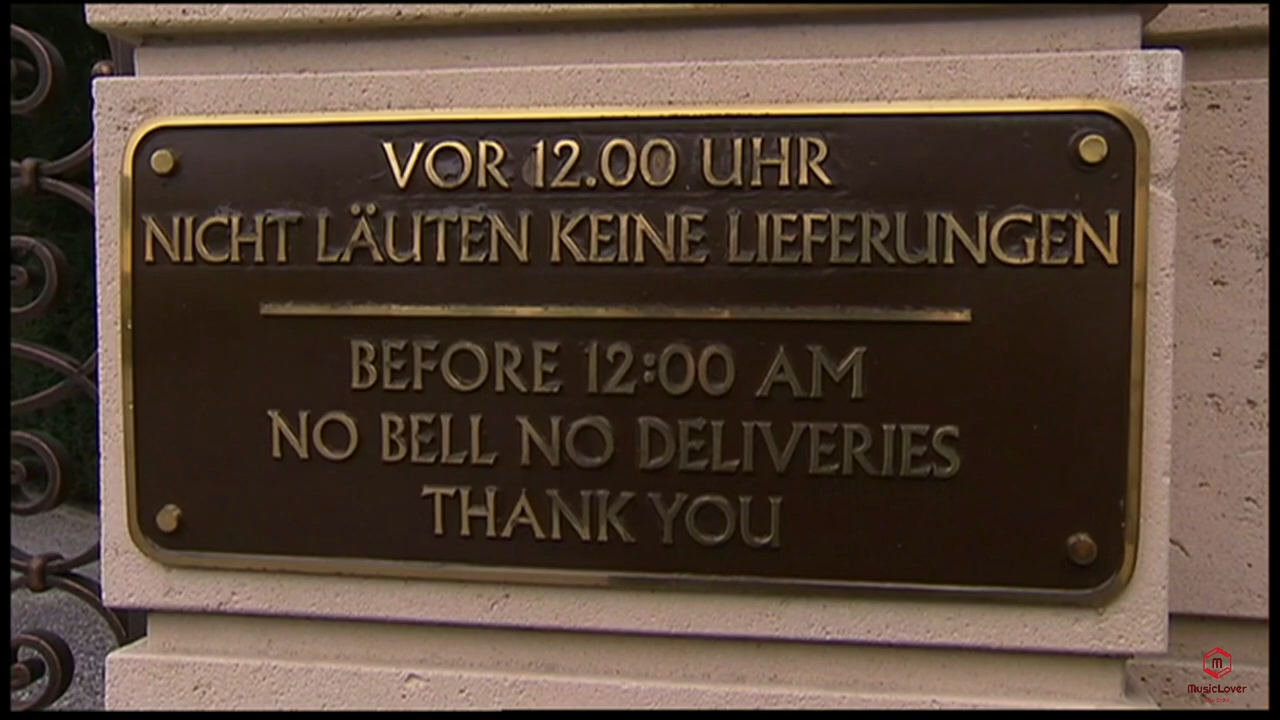 VOR 12.00 UHR
NICHT LÄUTEN KEINE LIEFERUNGEN
BEFORE 12:00 AM
NO BELL NO DELIVERIES
THANK YOU
M
MusicLover